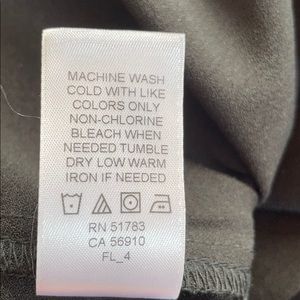 MACHINE WASH
COLD WITH LIKE
COLORS ONLY
NON-CHLORINE
BLEACH WHEN
NEEDED TUMBLE
DRY LOW WARM
IRON IF NEEDED
RN 51783
CA 56910
FL_4